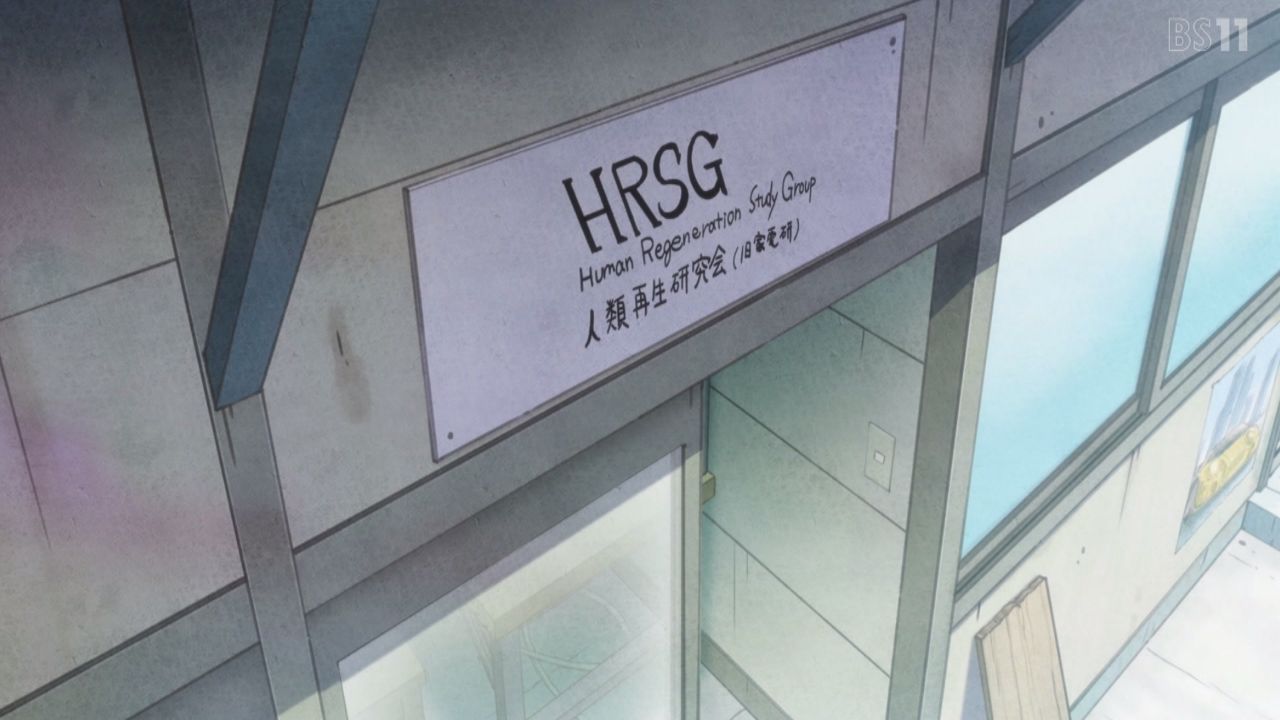 BS11
HRSG
Human Regeneration Study Group
人類再生研究会(旧家電研)